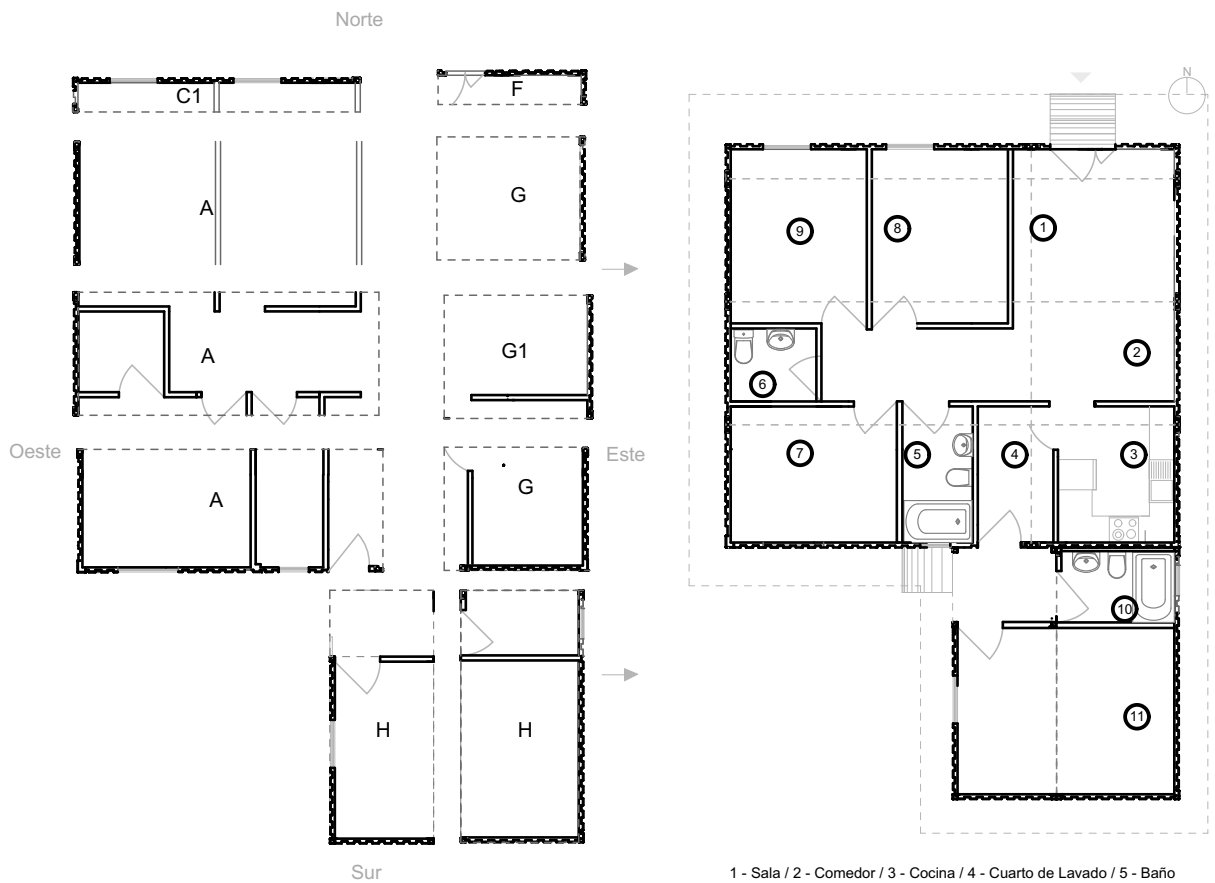 Norte
C1
F
A
G
A
G1
Oeste
Este
A
G
H
H
Sur
N
9
8
1
2
6
7
5
4
3
10
11
1 - Sala / 2 - Comedor / 3 - Cocina / 4 - Cuarto de Lavado / 5 - Baño